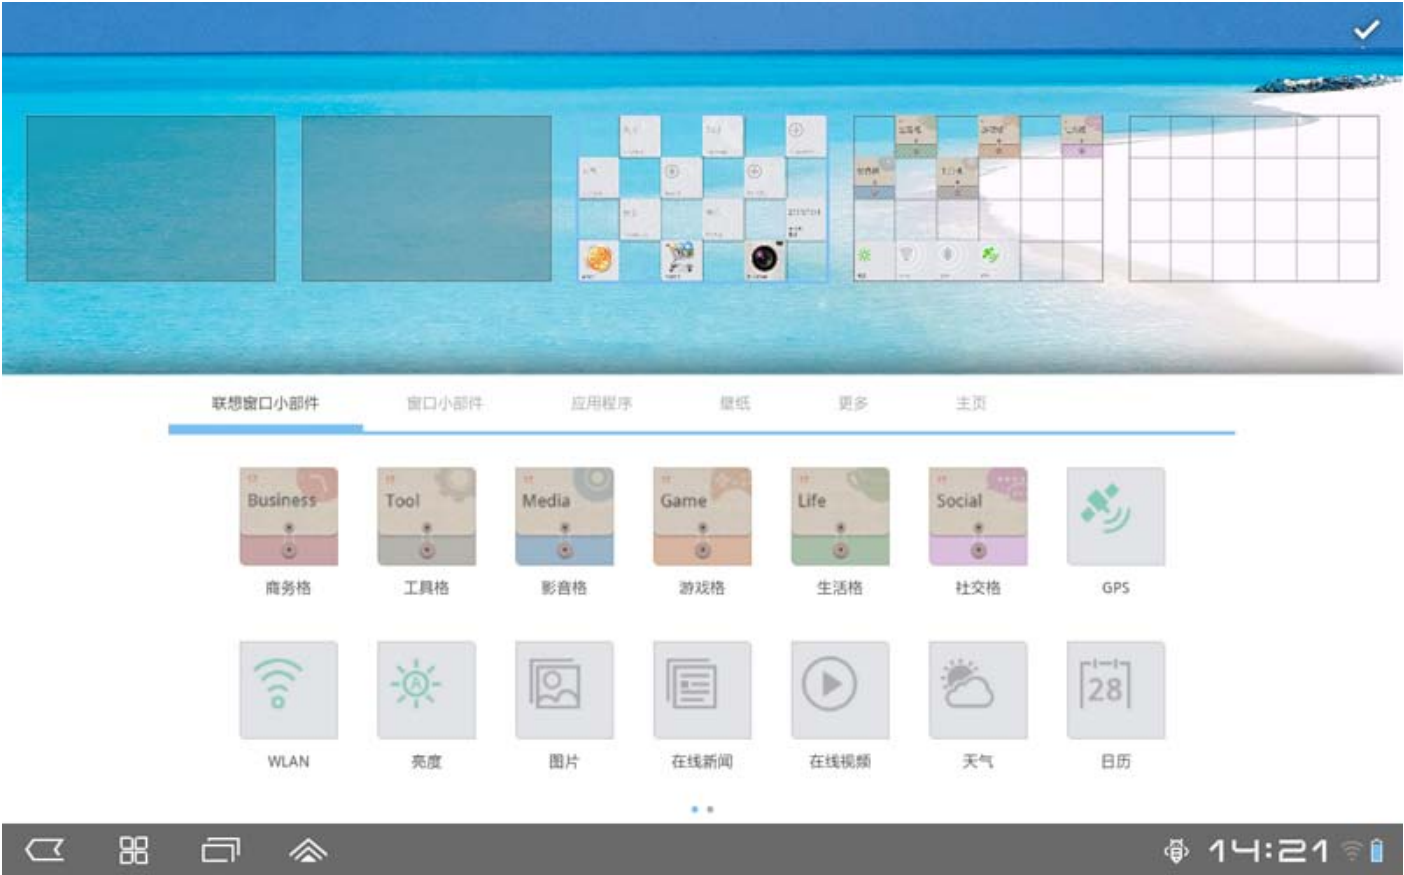 联想窗口小部件 窗口小部件 应用程序 壁纸 更多 主页
Business Tool Media Game Life Social
商务格 工具格 影音格 游戏格 生活格 社交格 GPS
A 28
WLAN 亮度 图片 在线新闻 在线视频 天气 日历
14:21